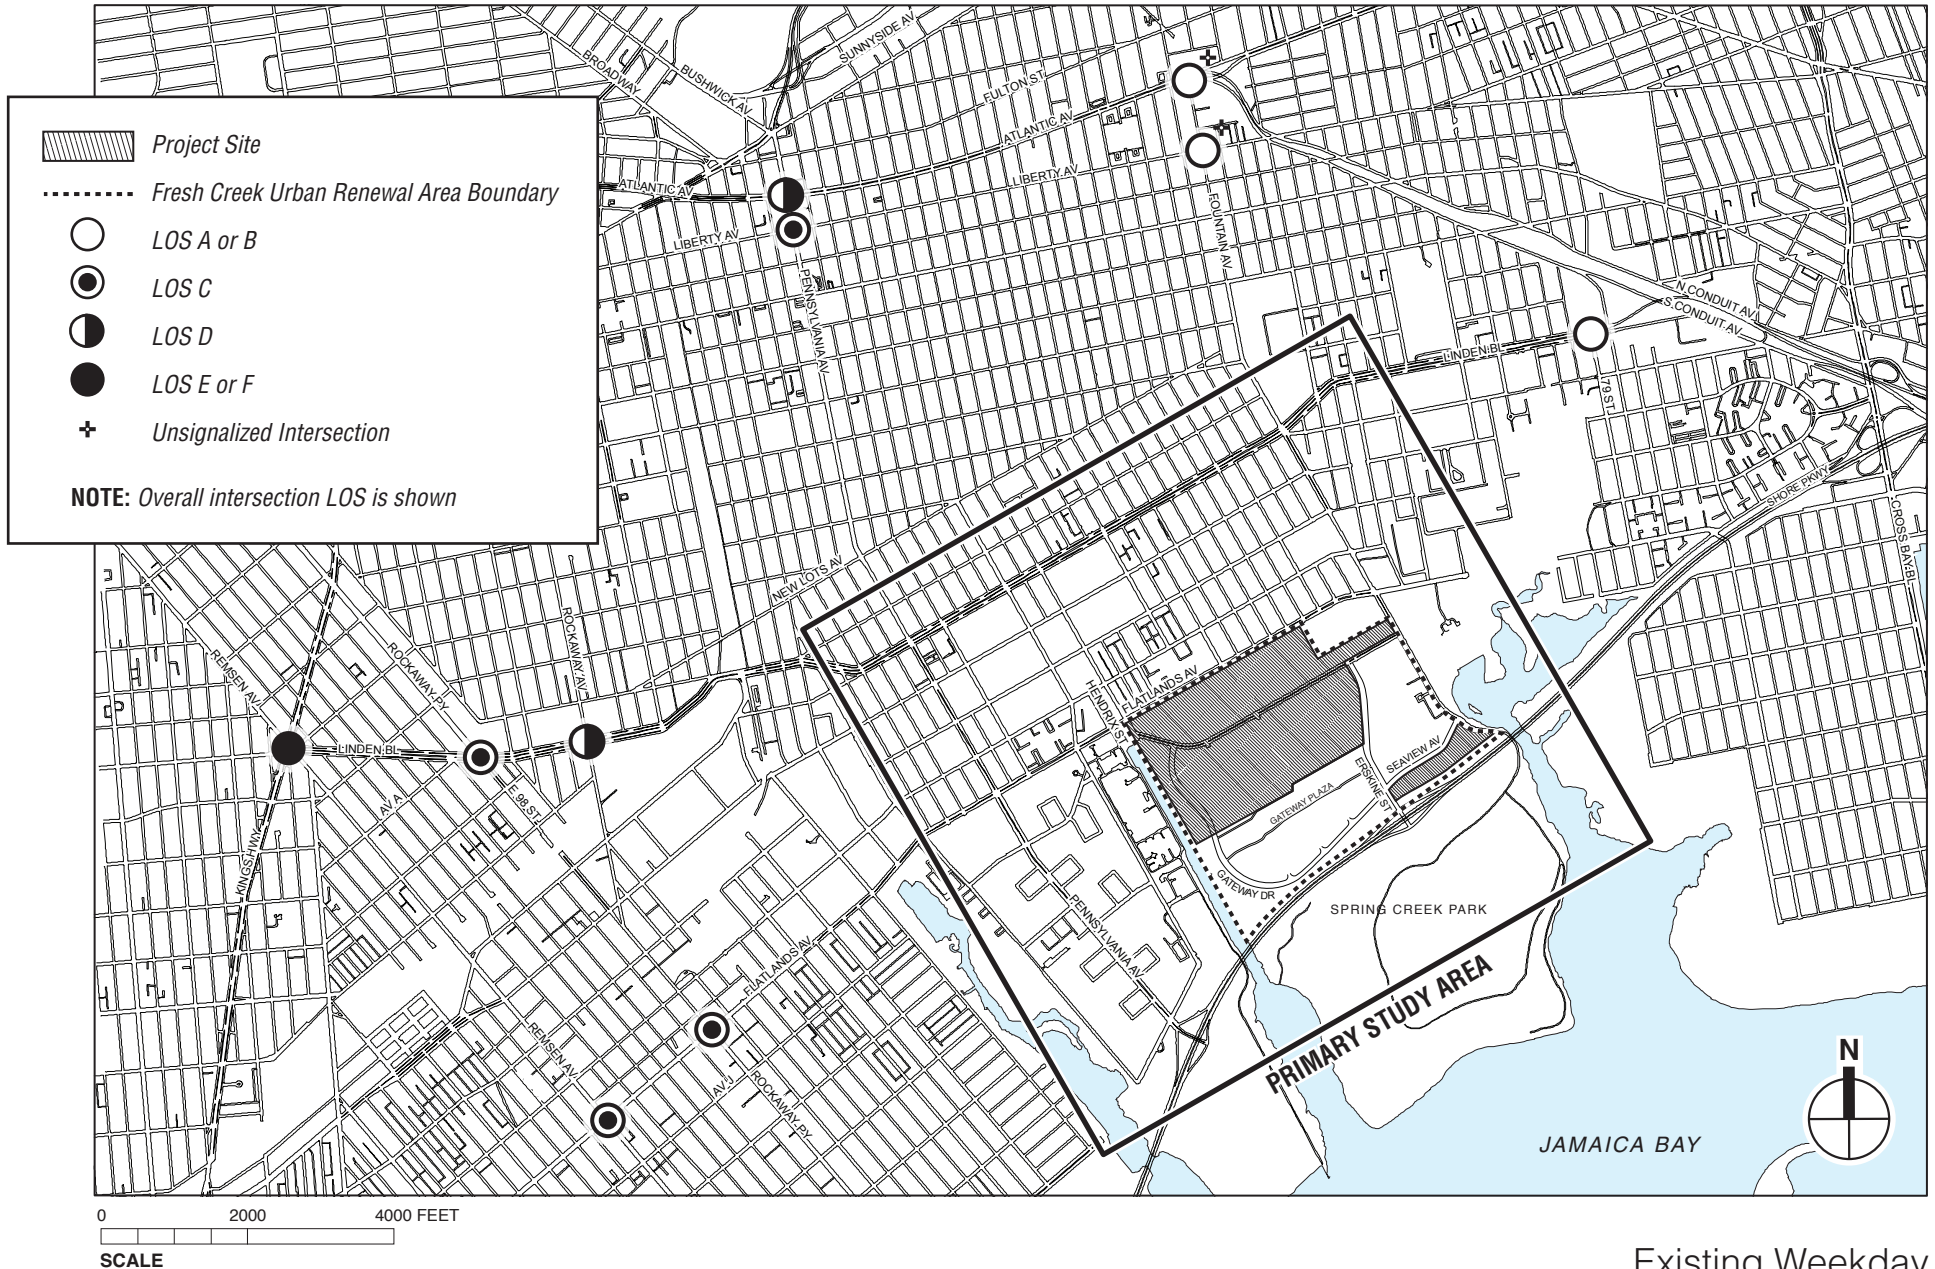 SUNNYSIDE AV
BROADWAY
BUSHWICK AV
FULTON ST
ATLANTIC AV
Project Site
Fresh Creek Urban Renewal Area Boundary
LOS A or B
LOS C
LOS D
LOS E or F
Unsignalized Intersection
NOTE: Overall intersection LOS is shown
ATLANTIC AV
LIBERTY AV
LIBERTY AV
FOUNTAIN AV
PENNSYLVANIA AV
N CONDUIT AV
S CONDUIT AV
LINDEN BL
79 ST
SHORE PKWY
CROSS BAY BL
NEW LOTS AV
ROCKAWAY AV
ROCKAWAY PY
REMSEN AV
HENDRIX ST
FLATLANDS AV
LINDEN BL
SEAVIEW AV
ERSKINE ST
GATEWAY PLAZA
AV A
E 98 ST
KINGS HWY
GATEWAY DR
SPRING CREEK PARK
PENNSYLVANIA AV
FLATLANDS AV
PRIMARY STUDY AREA
REMSEN AV
AV J
ROCKAWAY PY
N
JAMAICA BAY
0 2000 4000 FEET
SCALE
Existing Weekday